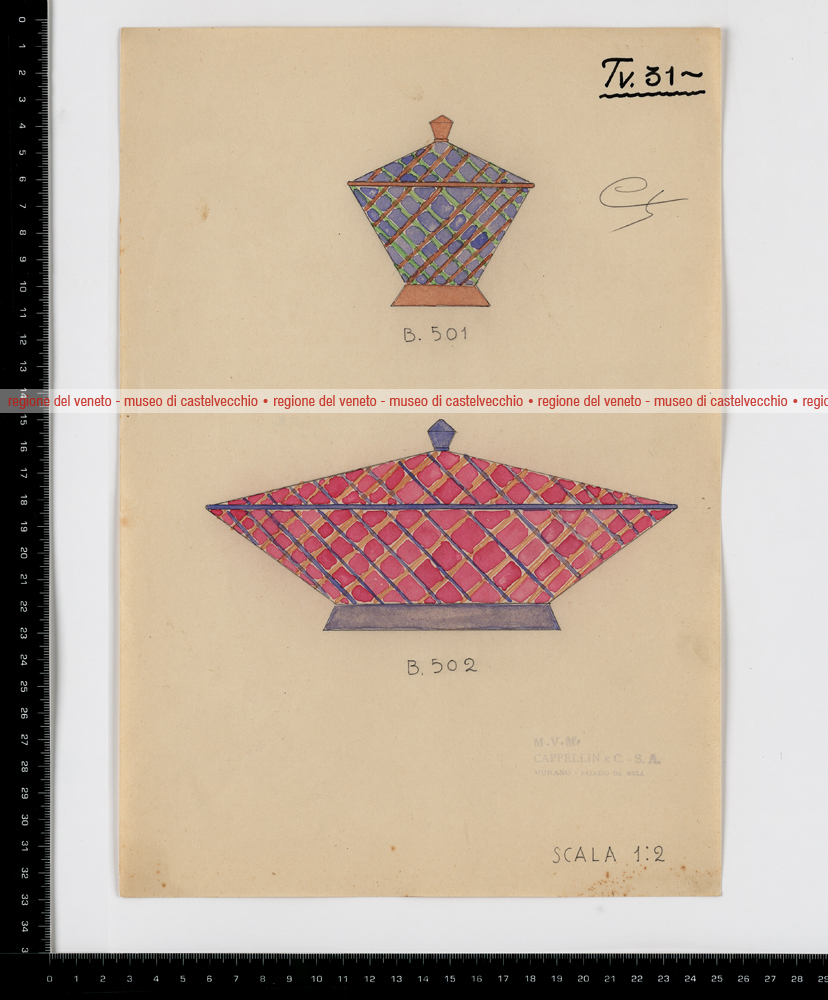 Tv. 31~
B. 501
regione del veneto - museo di castelvecchio • regione del veneto - museo di castelvecchio • regione del veneto - museo di castelvecchio • regio
B. 502
M.V.M.
CAPPELLIN & C. - S. A.
MURANO
SCALA 1:2
0 1 2 3 4 5 6 7 8 9 10 11 12 13 15 16 17 18 19 20 21 22 23 24 25 26 27 28 29 30 31 32 33 34 3
0 1 2 3 4 5 6 7 8 9 10 11 12 13 14 15 16 17 18 19 20 21 22 23 24 25 26 27 28 29